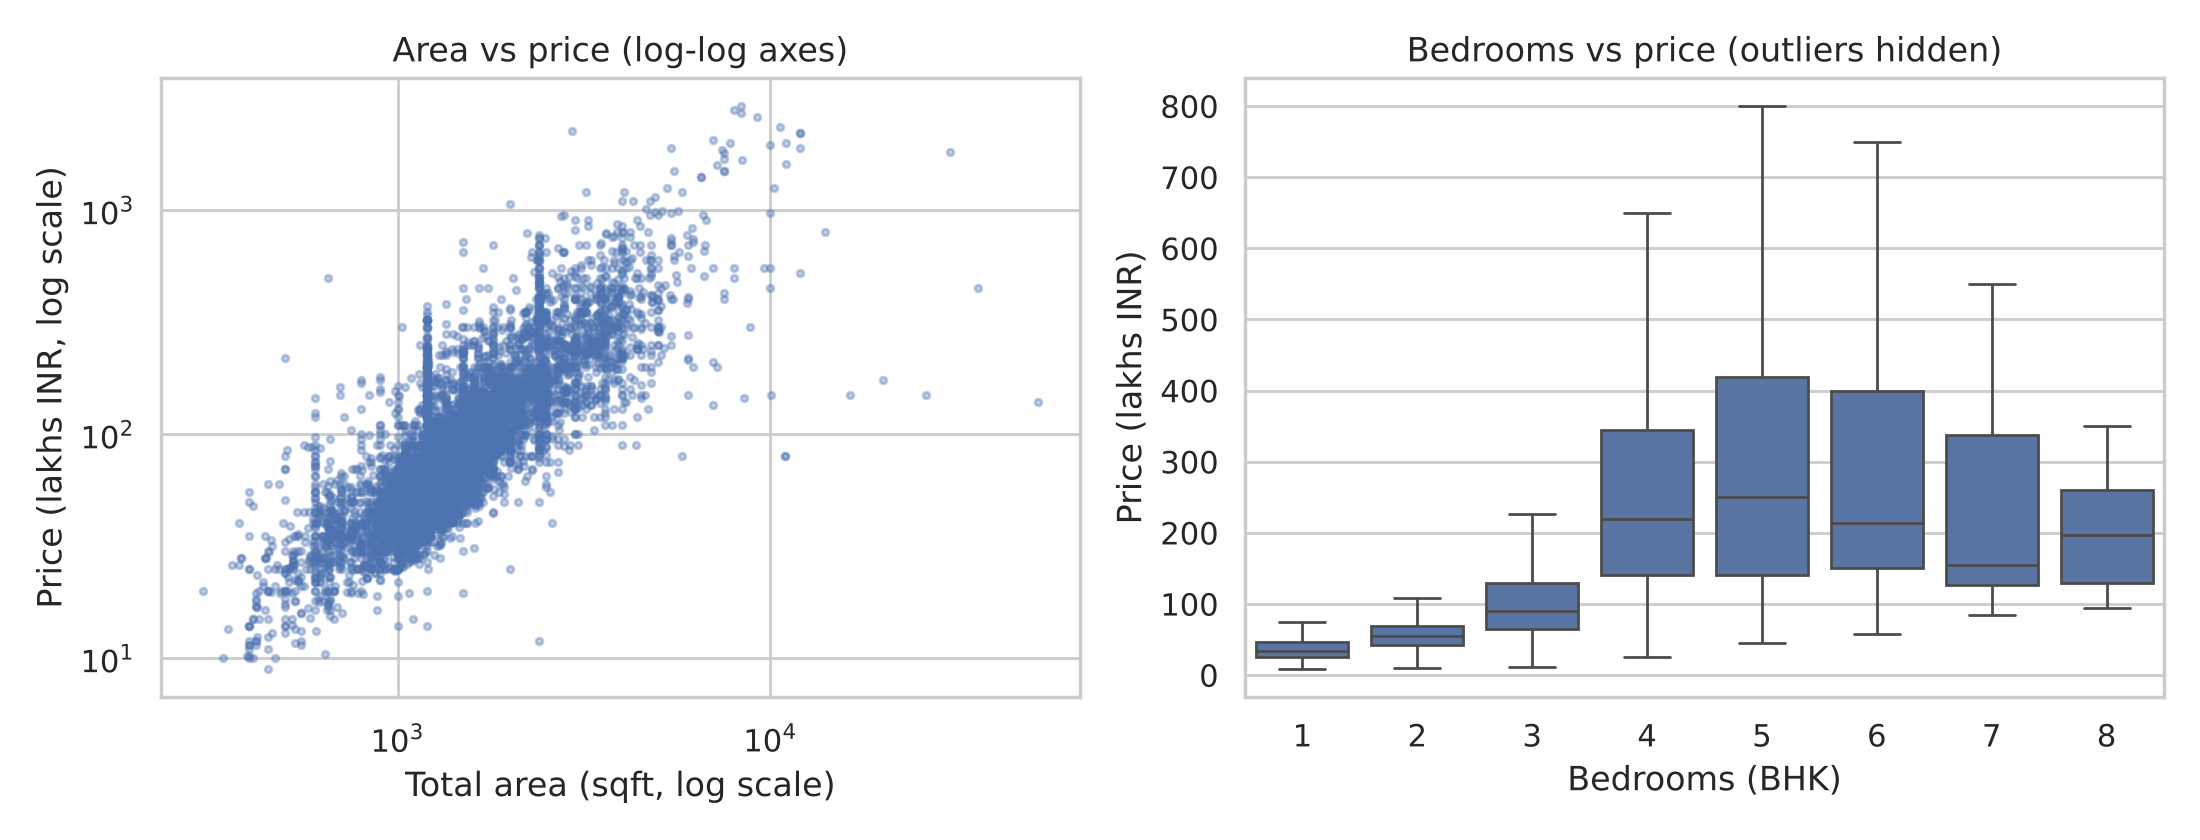 Area vs price (log-log axes)
Price (lakhs INR, log scale)
10³
10²
10¹
10³ 10⁴
Total area (sqft, log scale)
Bedrooms vs price (outliers hidden)
Price (lakhs INR)
800
700
600
500
400
300
200
100
0
1 2 3 4 5 6 7 8
Bedrooms (BHK)